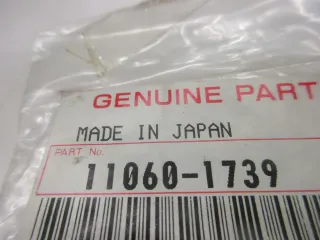 GENUINE PART
MADE IN JAPAN
PART No.
11060-1739